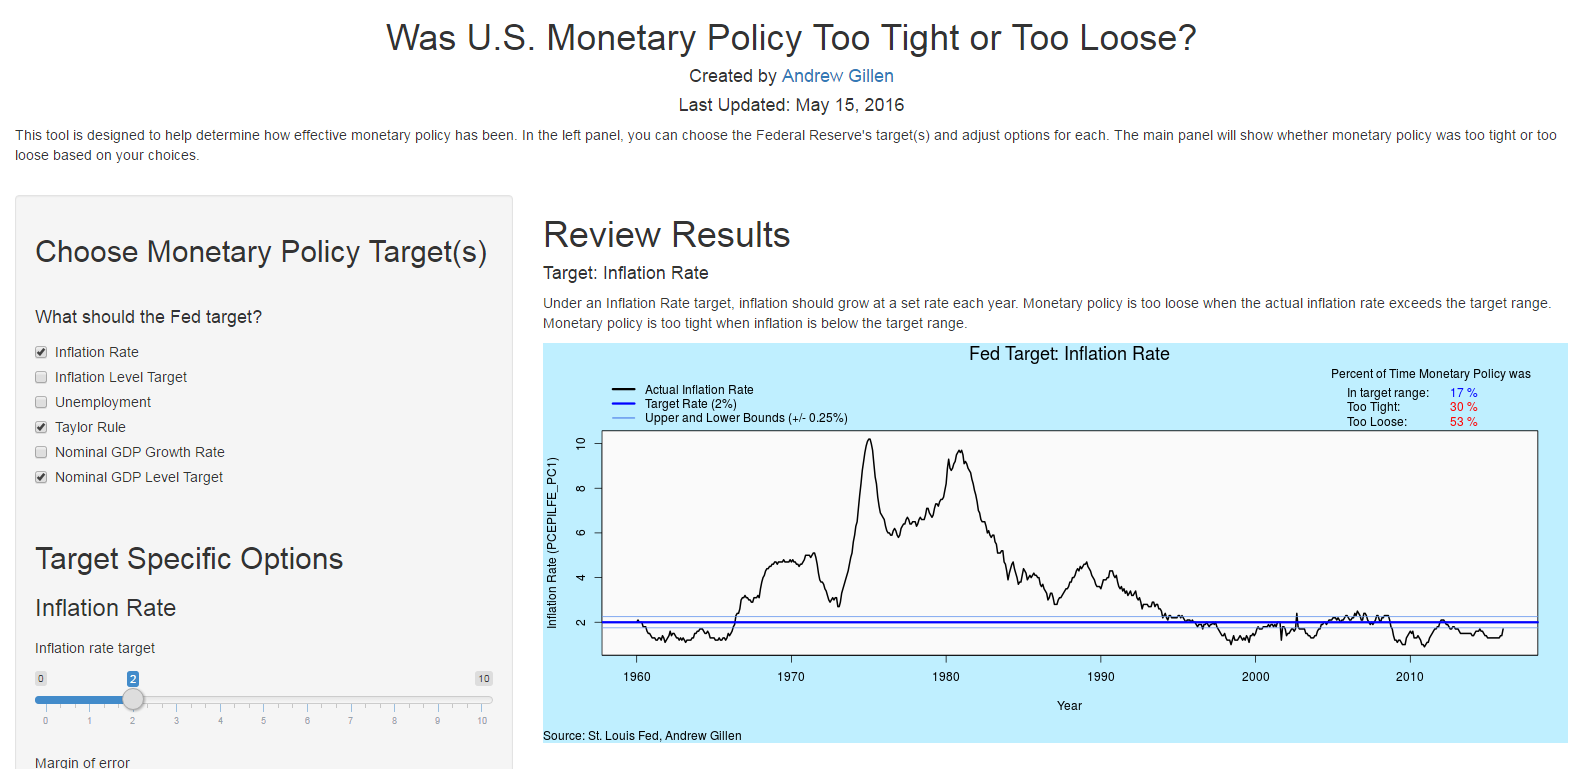 Was U.S. Monetary Policy Too Tight or Too Loose?
Created by Andrew Gillen
Last Updated: May 15, 2016
This tool is designed to help determine how effective monetary policy has been. In the left panel, you can choose the Federal Reserve's target(s) and adjust options for each. The main panel will show whether monetary policy was too tight or too
loose based on your choices.
Choose Monetary Policy Target(s)
What should the Fed target?
Inflation Rate
Inflation Level Target
Unemployment
Taylor Rule
Nominal GDP Growth Rate
Nominal GDP Level Target
Target Specific Options
Inflation Rate
Inflation rate target
0 2 10
0 1 2 3 4 5 6 7 8 9 10
Margin of error
Review Results
Target: Inflation Rate
Under an Inflation Rate target, inflation should grow at a set rate each year. Monetary policy is too loose when the actual inflation rate exceeds the target range.
Monetary policy is too tight when inflation is below the target range.
Fed Target: Inflation Rate
Actual Inflation Rate
Target Rate (2%)
Upper and Lower Bounds (+/- 0.25%)
Percent of Time Monetary Policy was
In target range: 17 %
Too Tight: 30 %
Too Loose: 53 %
Inflation Rate (PCEPILFE_PC1)
10
8
6
4
2
1960 1970 1980 1990 2000 2010
Year
Source: St. Louis Fed, Andrew Gillen